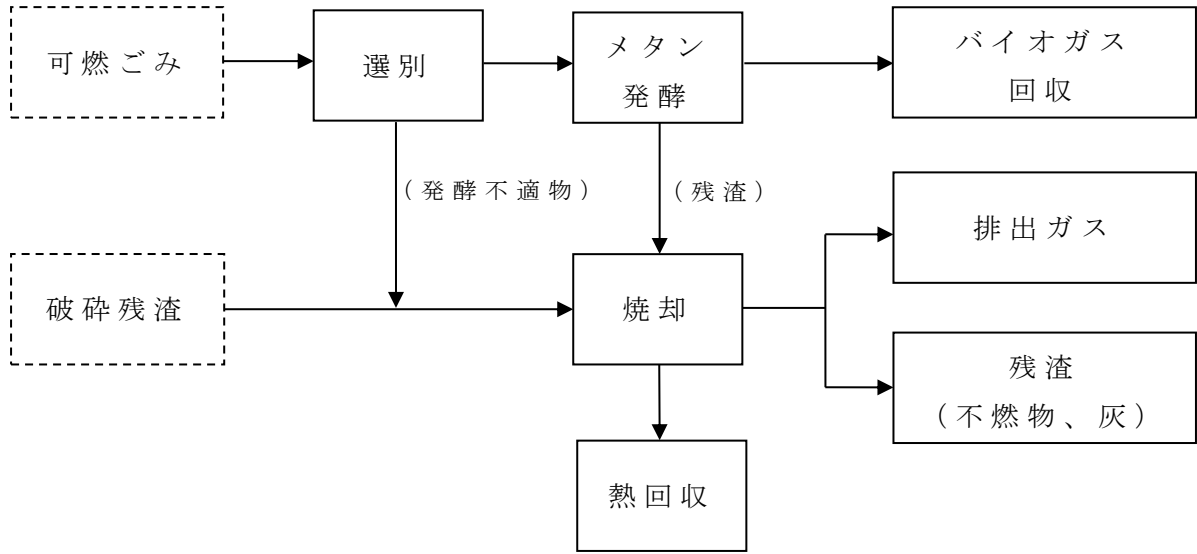 可燃ごみ
選別
メタン
発酵
バイオガス
回収
(発酵不適物)
(残渣)
排出ガス
破砕残渣
焼却
残渣
(不燃物、灰)
熱回収